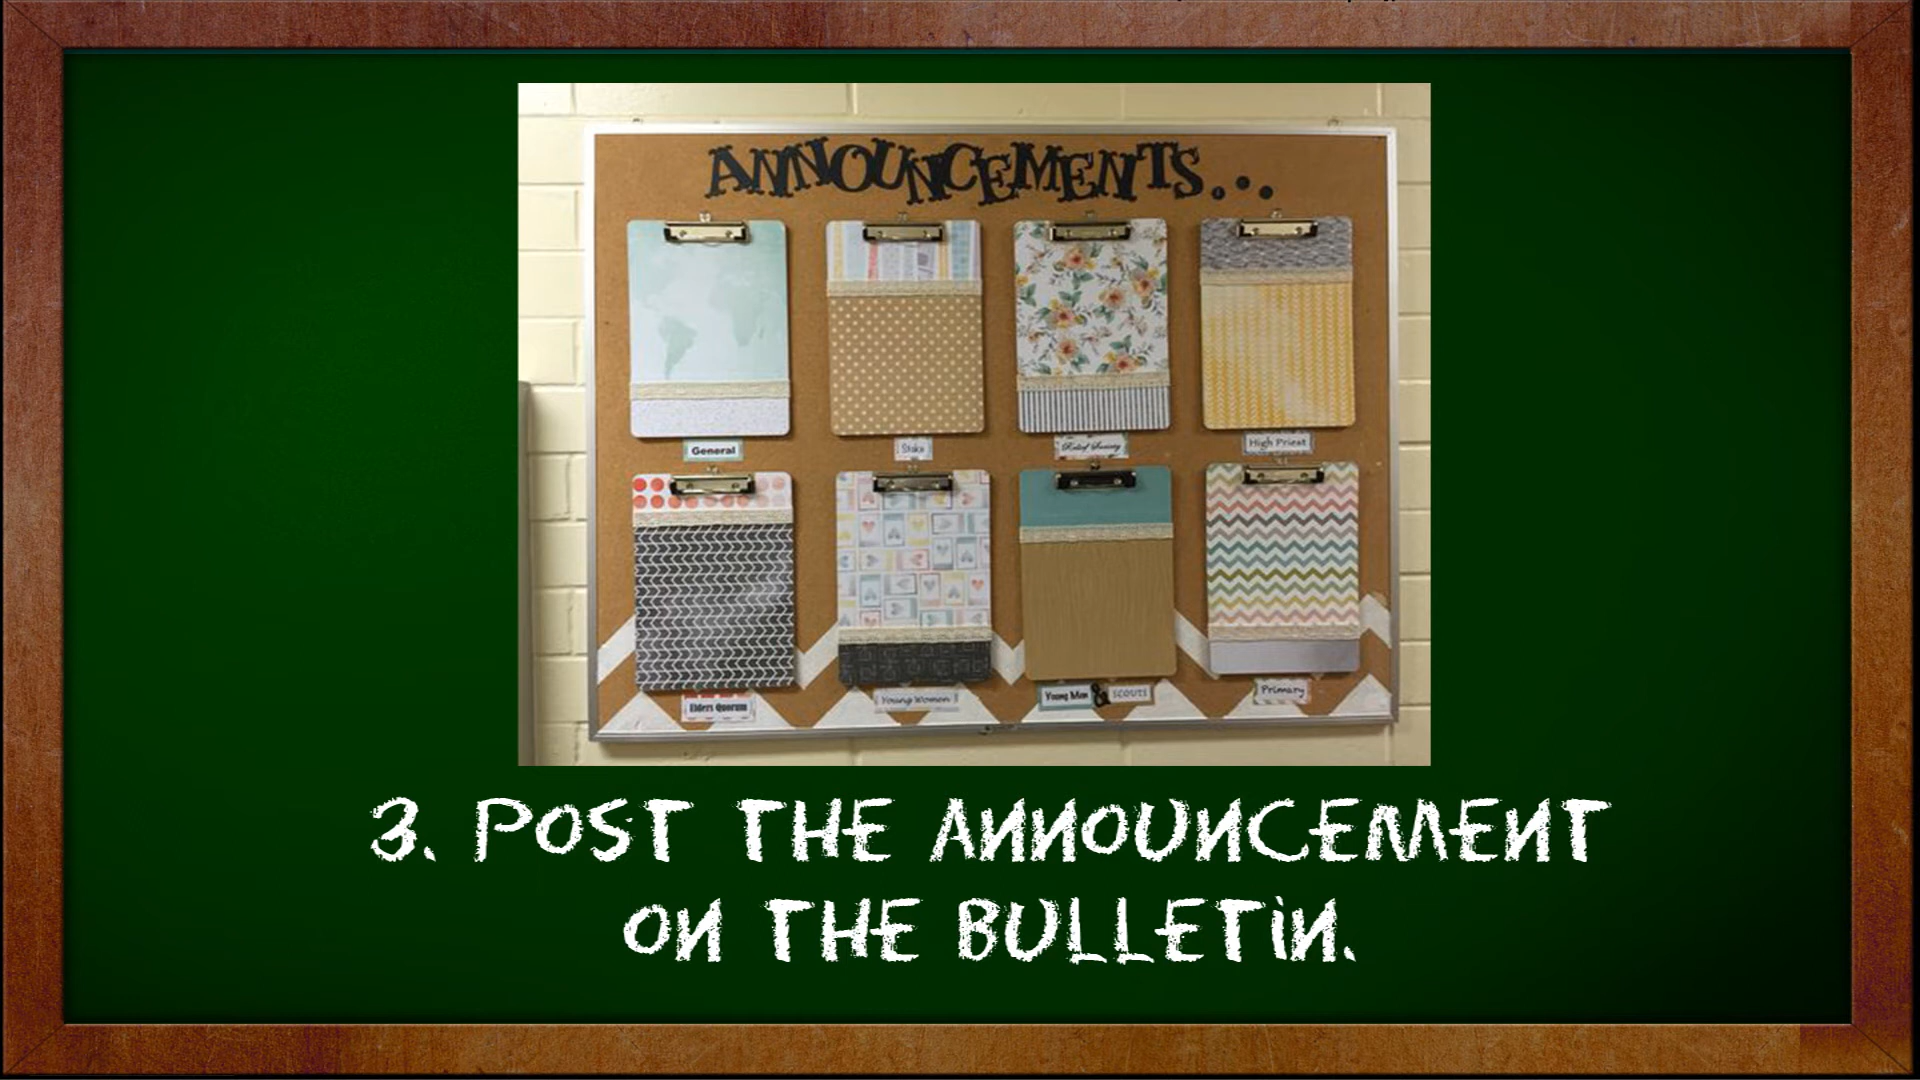 ANNOUNCEMENTS...
General
Stake
Relief Society
High Priest
Elders Quorum
Young Women
Young Men & SCOUTS
Primary
3. POST THE ANNOUNCEMENT
ON THE BULLETIN.